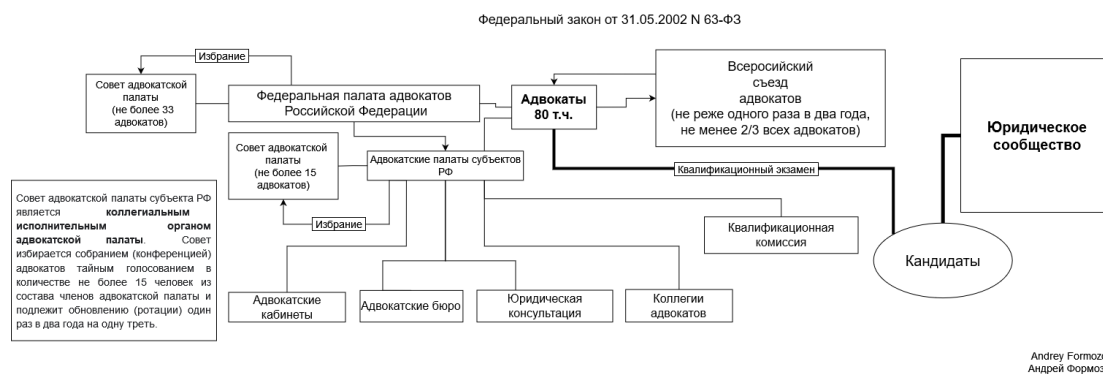 Федеральный закон от 31.05.2002 N 63-ФЗ
Избрание
Совет адвокатской
палаты
(не более 33
адвокатов)
Федеральная палата адвокатов
Российской Федерации
Адвокаты
80 т.ч.
Всеросийский
съезд
адвокатов
(не реже одного раза в два года,
не менее 2/3 всех адвокатов)
Юридическое
сообщество
Совет адвокатской
палаты
(не более 15
адвокатов)
Адвокатские палаты субъектов
РФ
Квалификационный экзамен
Избрание
Совет адвокатской палаты субъекта РФ
является коллегиальным
исполнительным органом
адвокатской палаты. Совет
избирается собранием (конференцией)
адвокатов тайным голосованием в
количестве не более 15 человек из
состава членов адвокатской палаты и
подлежит обновлению (ротации) один
раз в два года на одну треть.
Квалификационная
комиссия
Кандидаты
Адвокатские
кабинеты
Адвокатские бюро
Юридическая
консультация
Коллегии
адвокатов
Andrey Formozo
Андрей Формоз